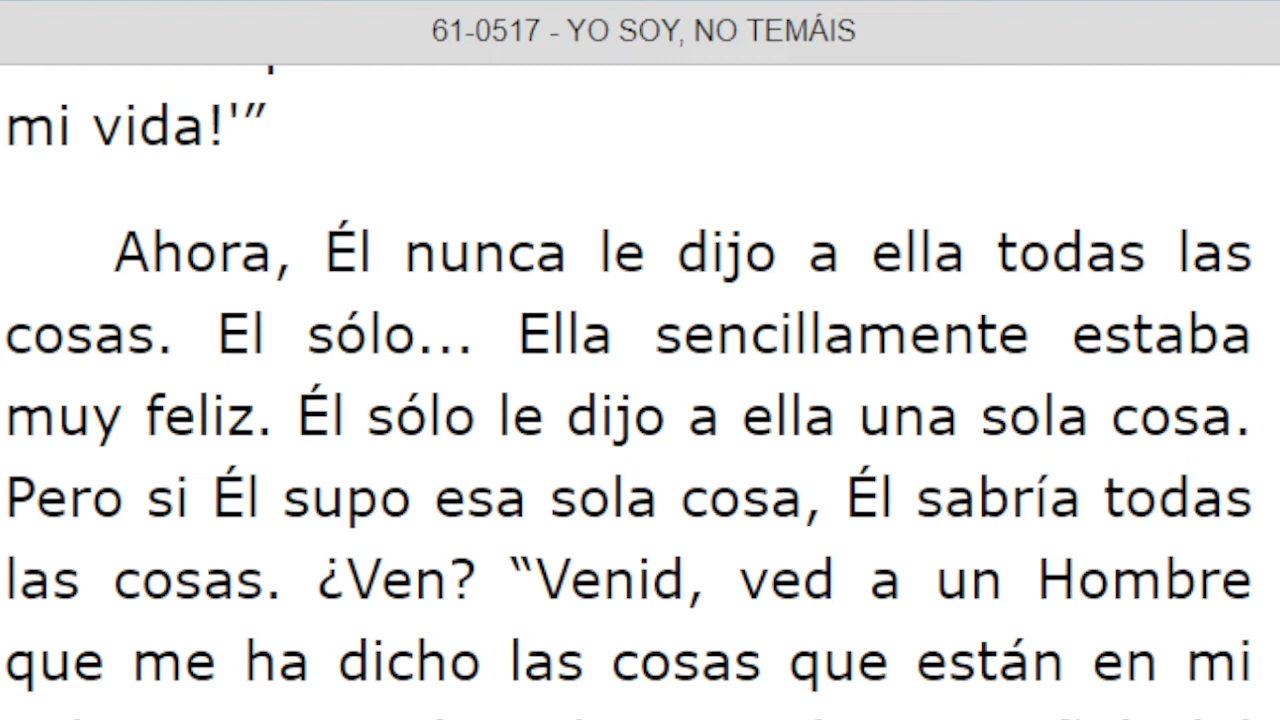 61-0517 - YO SOY, NO TEMÁIS
mi vida!'”
Ahora, Él nunca le dijo a ella todas las
cosas. El sólo... Ella sencillamente estaba
muy feliz. Él sólo le dijo a ella una sola cosa.
Pero si Él supo esa sola cosa, Él sabría todas
las cosas. ¿Ven? “Venid, ved a un Hombre
que me ha dicho las cosas que están en mi